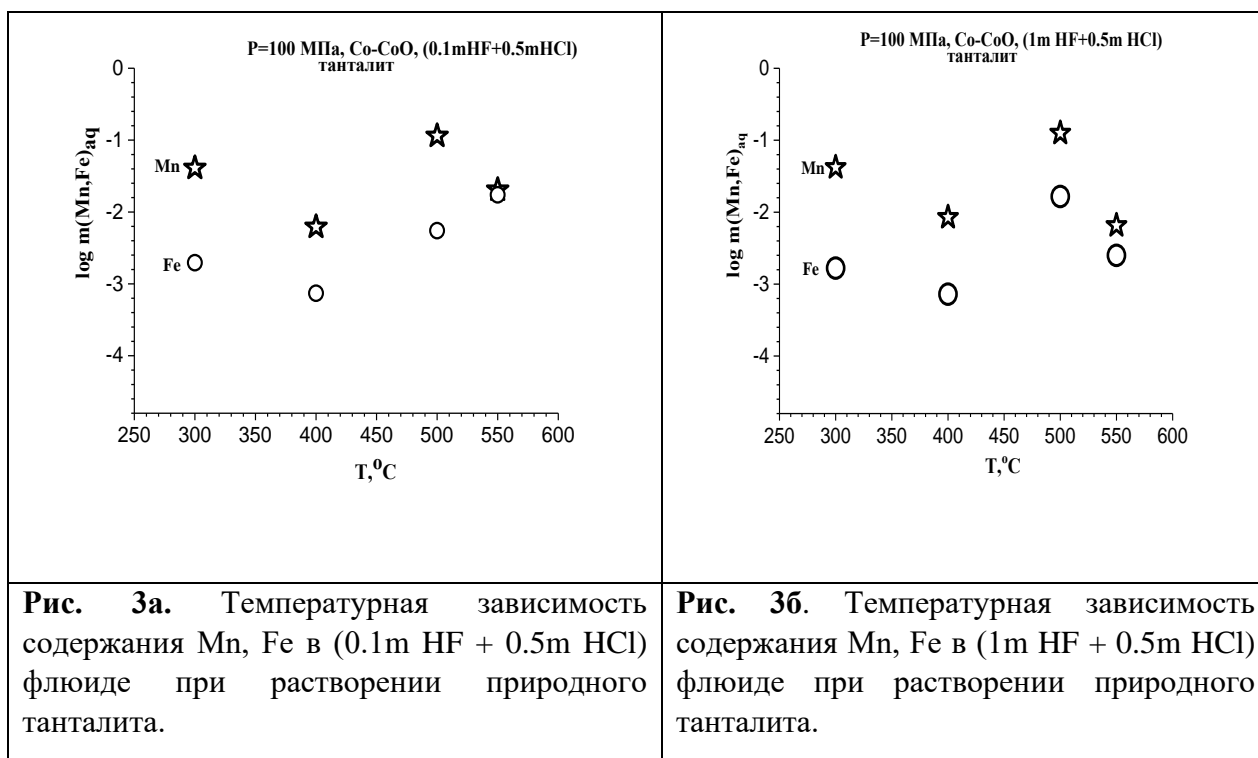 P=100 МПа, Co-CoO, (0.1mHF+0.5mHCl)
танталит
0
-1
-2
-3
-4
log m(Mn,Fe)aq
Mn
Fe
250 300 350 400 450 500 550 600
T,°C
P=100 МПа, Co-CoO, (1m HF+0.5m HCl)
танталит
0
-1
-2
-3
-4
log m(Mn,Fe)aq
Mn
Fe
250 300 350 400 450 500 550 600
T,°C
Рис. 3а. Температурная зависимость
содержания Mn, Fe в (0.1m HF + 0.5m HCl)
флюиде при растворении природного
танталита.
Рис. 3б. Температурная зависимость
содержания Mn, Fe в (1m HF + 0.5m HCl)
флюиде при растворении природного
танталита.